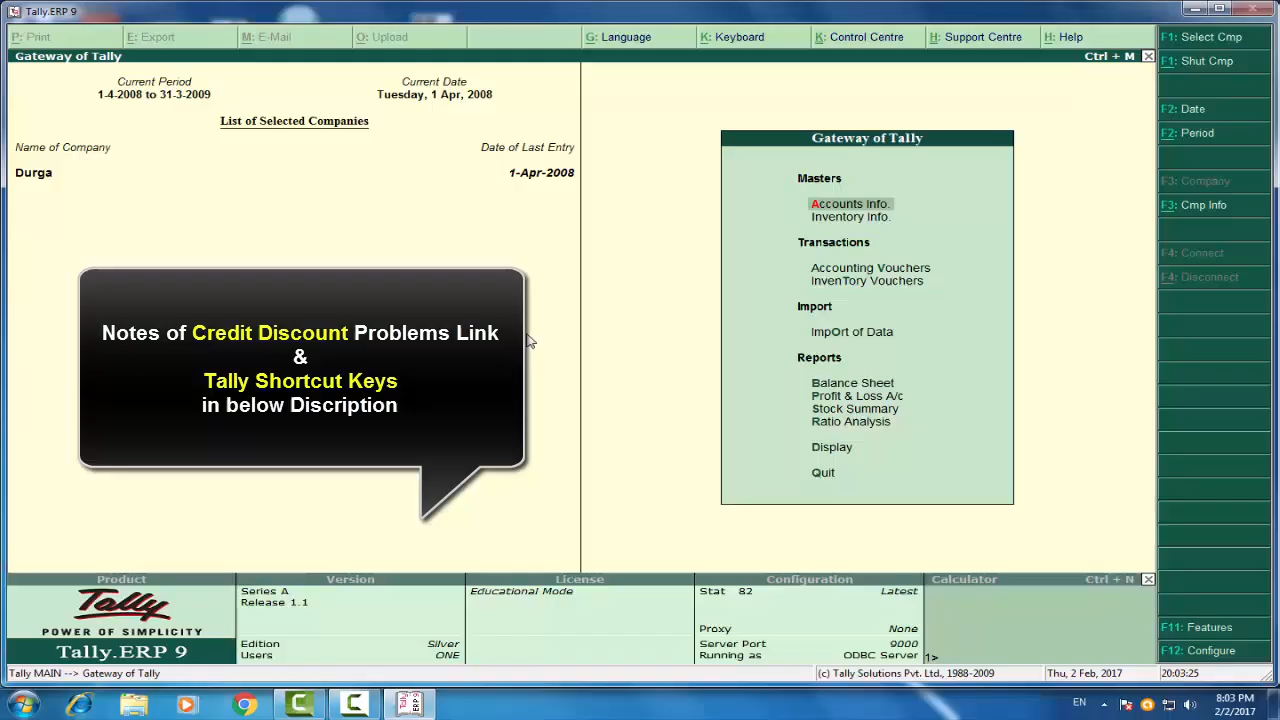 Tally.ERP 9
P: Print
E: Export
M: E-Mail
O: Upload
G: Language
K: Keyboard
K: Control Centre
H: Support Centre
H: Help
Gateway of Tally
Ctrl + M
Current Period
Current Date
1-4-2008 to 31-3-2009
Tuesday, 1 Apr, 2008
List of Selected Companies
Name of Company
Date of Last Entry
Durga
1-Apr-2008
Notes of Credit Discount Problems Link
&
Tally Shortcut Keys
in below Discription
Gateway of Tally
Masters
Accounts Info.
Inventory Info.
Transactions
Accounting Vouchers
InvenTory Vouchers
Import
ImpOrt of Data
Reports
Balance Sheet
Profit & Loss A/c
Stock Summary
Ratio Analysis
Display
Quit
F1: Select Cmp
F1: Shut Cmp
F2: Date
F2: Period
F3: Company
F3: Cmp Info
F4: Connect
F4: Disconnect
F11: Features
F12: Configure
Product
Tally
POWER OF SIMPLICITY
Tally.ERP 9
Version
Series A
Release 1.1
Edition Silver
Users ONE
License
Educational Mode
Configuration
Stat 82 Latest
Proxy None
Server Port 9000
Running as ODBC Server
Calculator
Ctrl + N
1>
Tally MAIN --> Gateway of Tally
(c) Tally Solutions Pvt. Ltd., 1988-2009
Thu, 2 Feb, 2017
20:03:25
EN
8:03 PM
2/2/2017